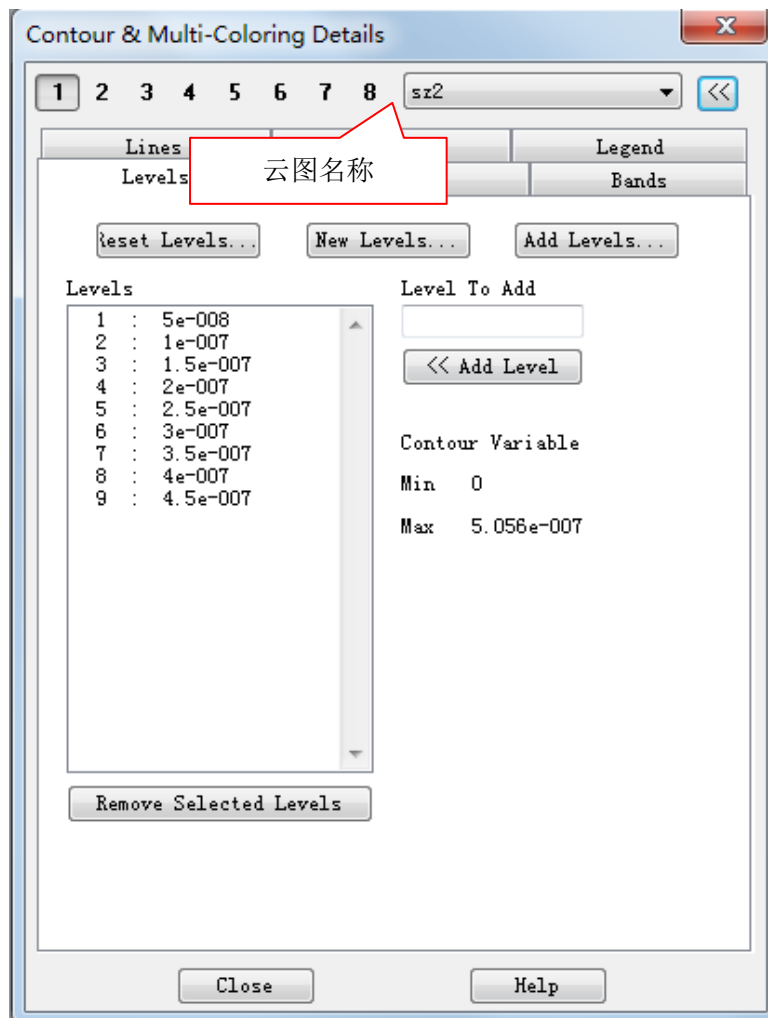 Contour & Multi-Coloring Details
1 2 3 4 5 6 7 8 sz2 <<
Lines Legend
云图名称
Levels Bands
Reset Levels... New Levels... Add Levels...
Levels Level To Add
1 : 5e-008
2 : 1e-007
3 : 1.5e-007
4 : 2e-007
5 : 2.5e-007
6 : 3e-007
7 : 3.5e-007
8 : 4e-007
9 : 4.5e-007
<< Add Level
Contour Variable
Min 0
Max 5.056e-007
Remove Selected Levels
Close Help